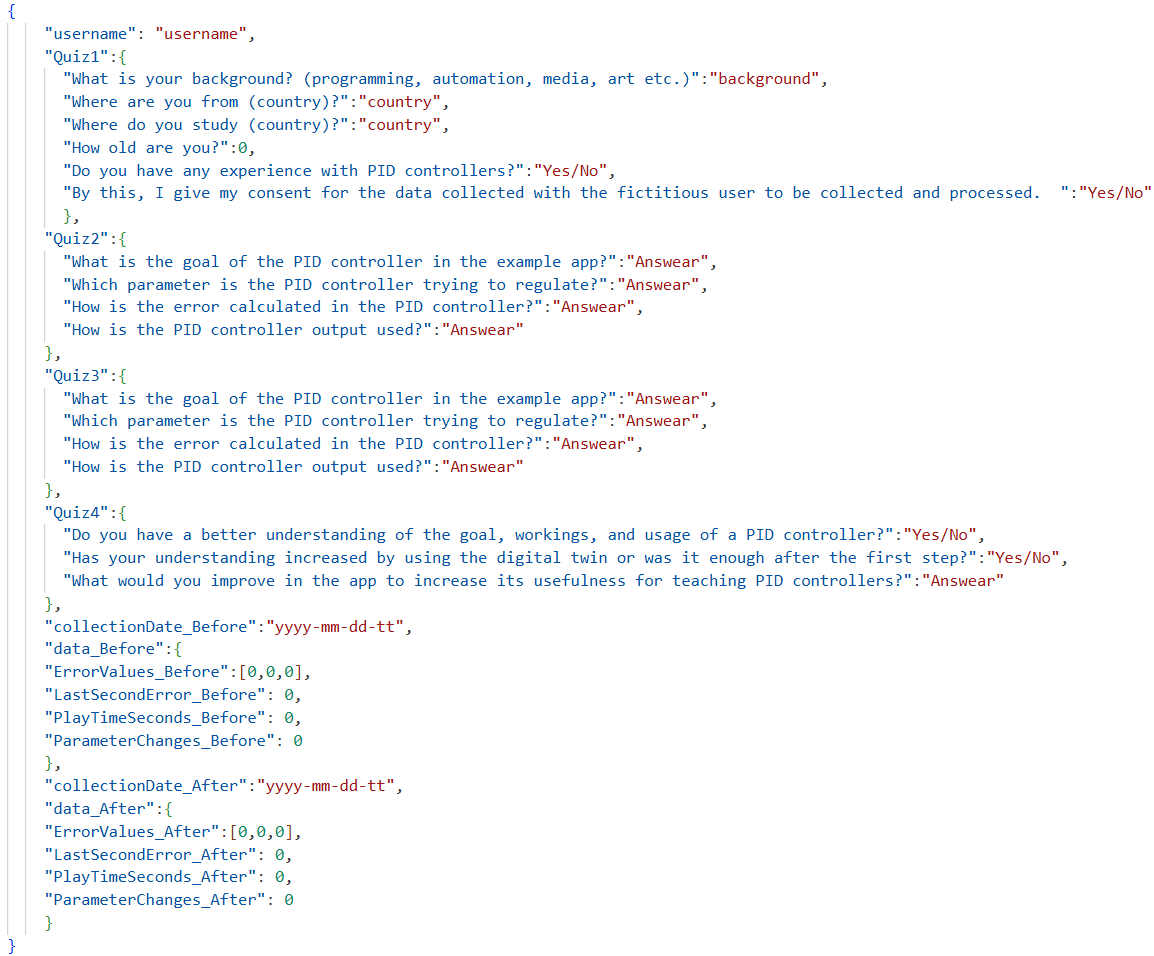 {
"username": "username",
"Quiz1":{
"What is your background? (programming, automation, media, art etc.)":"background",
"Where are you from (country)?":"country",
"Where do you study (country)?":"country",
"How old are you?":0,
"Do you have any experience with PID controllers?":"Yes/No",
"By this, I give my consent for the data collected with the fictitious user to be collected and processed.  ":"Yes/No"
},
"Quiz2":{
"What is the goal of the PID controller in the example app?":"Answear",
"Which parameter is the PID controller trying to regulate?":"Answear",
"How is the error calculated in the PID controller?":"Answear",
"How is the PID controller output used?":"Answear"
},
"Quiz3":{
"What is the goal of the PID controller in the example app?":"Answear",
"Which parameter is the PID controller trying to regulate?":"Answear",
"How is the error calculated in the PID controller?":"Answear",
"How is the PID controller output used?":"Answear"
},
"Quiz4":{
"Do you have a better understanding of the goal, workings, and usage of a PID controller?":"Yes/No",
"Has your understanding increased by using the digital twin or was it enough after the first step?":"Yes/No",
"What would you improve in the app to increase its usefulness for teaching PID controllers?":"Answear"
},
"collectionDate_Before":"yyyy-mm-dd-tt",
"data_Before":{
"ErrorValues_Before":[0,0,0],
"LastSecondError_Before": 0,
"PlayTimeSeconds_Before": 0,
"ParameterChanges_Before": 0
},
"collectionDate_After":"yyyy-mm-dd-tt",
"data_After":{
"ErrorValues_After":[0,0,0],
"LastSecondError_After": 0,
"PlayTimeSeconds_After": 0,
"ParameterChanges_After": 0
}
}